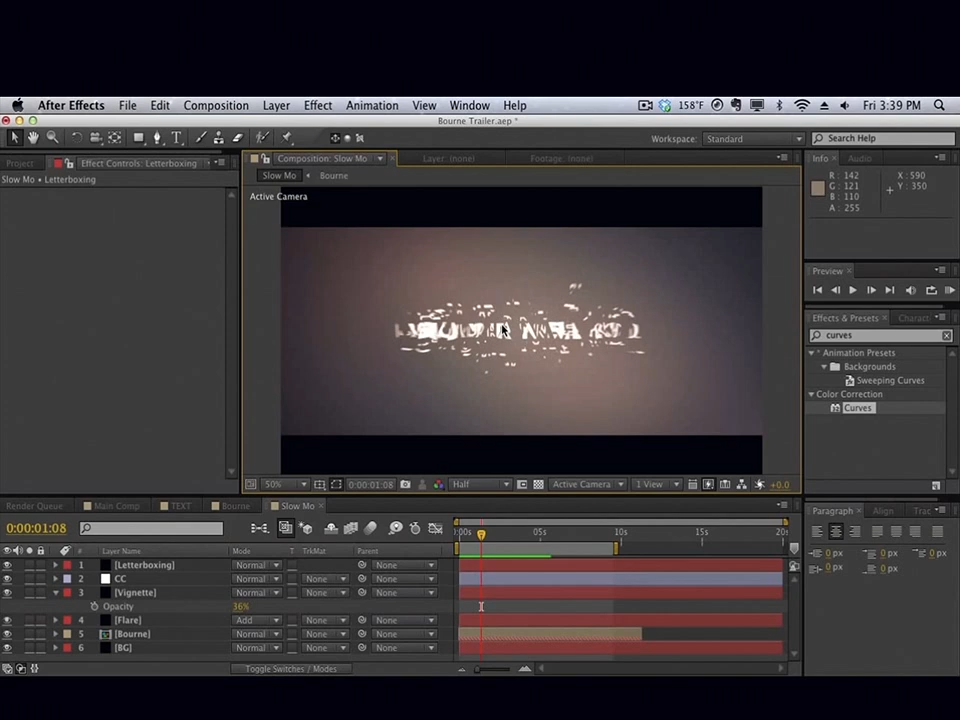 After Effects File Edit Composition Layer Effect Animation View Window Help 158°F Fri 3:39 PM
Bourne Trailer.aep *
Workspace: Standard Search Help
Project Effect Controls: Letterboxing Composition: Slow Mo Layer: (none) Footage: (none) Info Audio
Slow Mo • Letterboxing Slow Mo Bourne
Active Camera
R: 142 X: 590
G: 121 Y: 350
B: 110
A: 255
Preview
Effects & Presets Charact
curves
* Animation Presets
Backgrounds
Sweeping Curves
Color Correction
Curves
50% 0:00:01:08 Half Active Camera 1 View +0.0
Render Queue Main Comp TEXT Bourne Slow Mo
Paragraph Align Trac
0:00:01:08
:00s 05s 10s 15s 20s
# Layer Name Mode T TrkMat Parent
0 px 0 px 0 px
0 px 0 px
1 [Letterboxing] Normal None
2 CC Normal None None
3 [Vignette] Normal None None
Opacity 36%
4 [Flare] Add None None
5 [Bourne] Normal None None
6 [BG] Normal None None
Toggle Switches / Modes